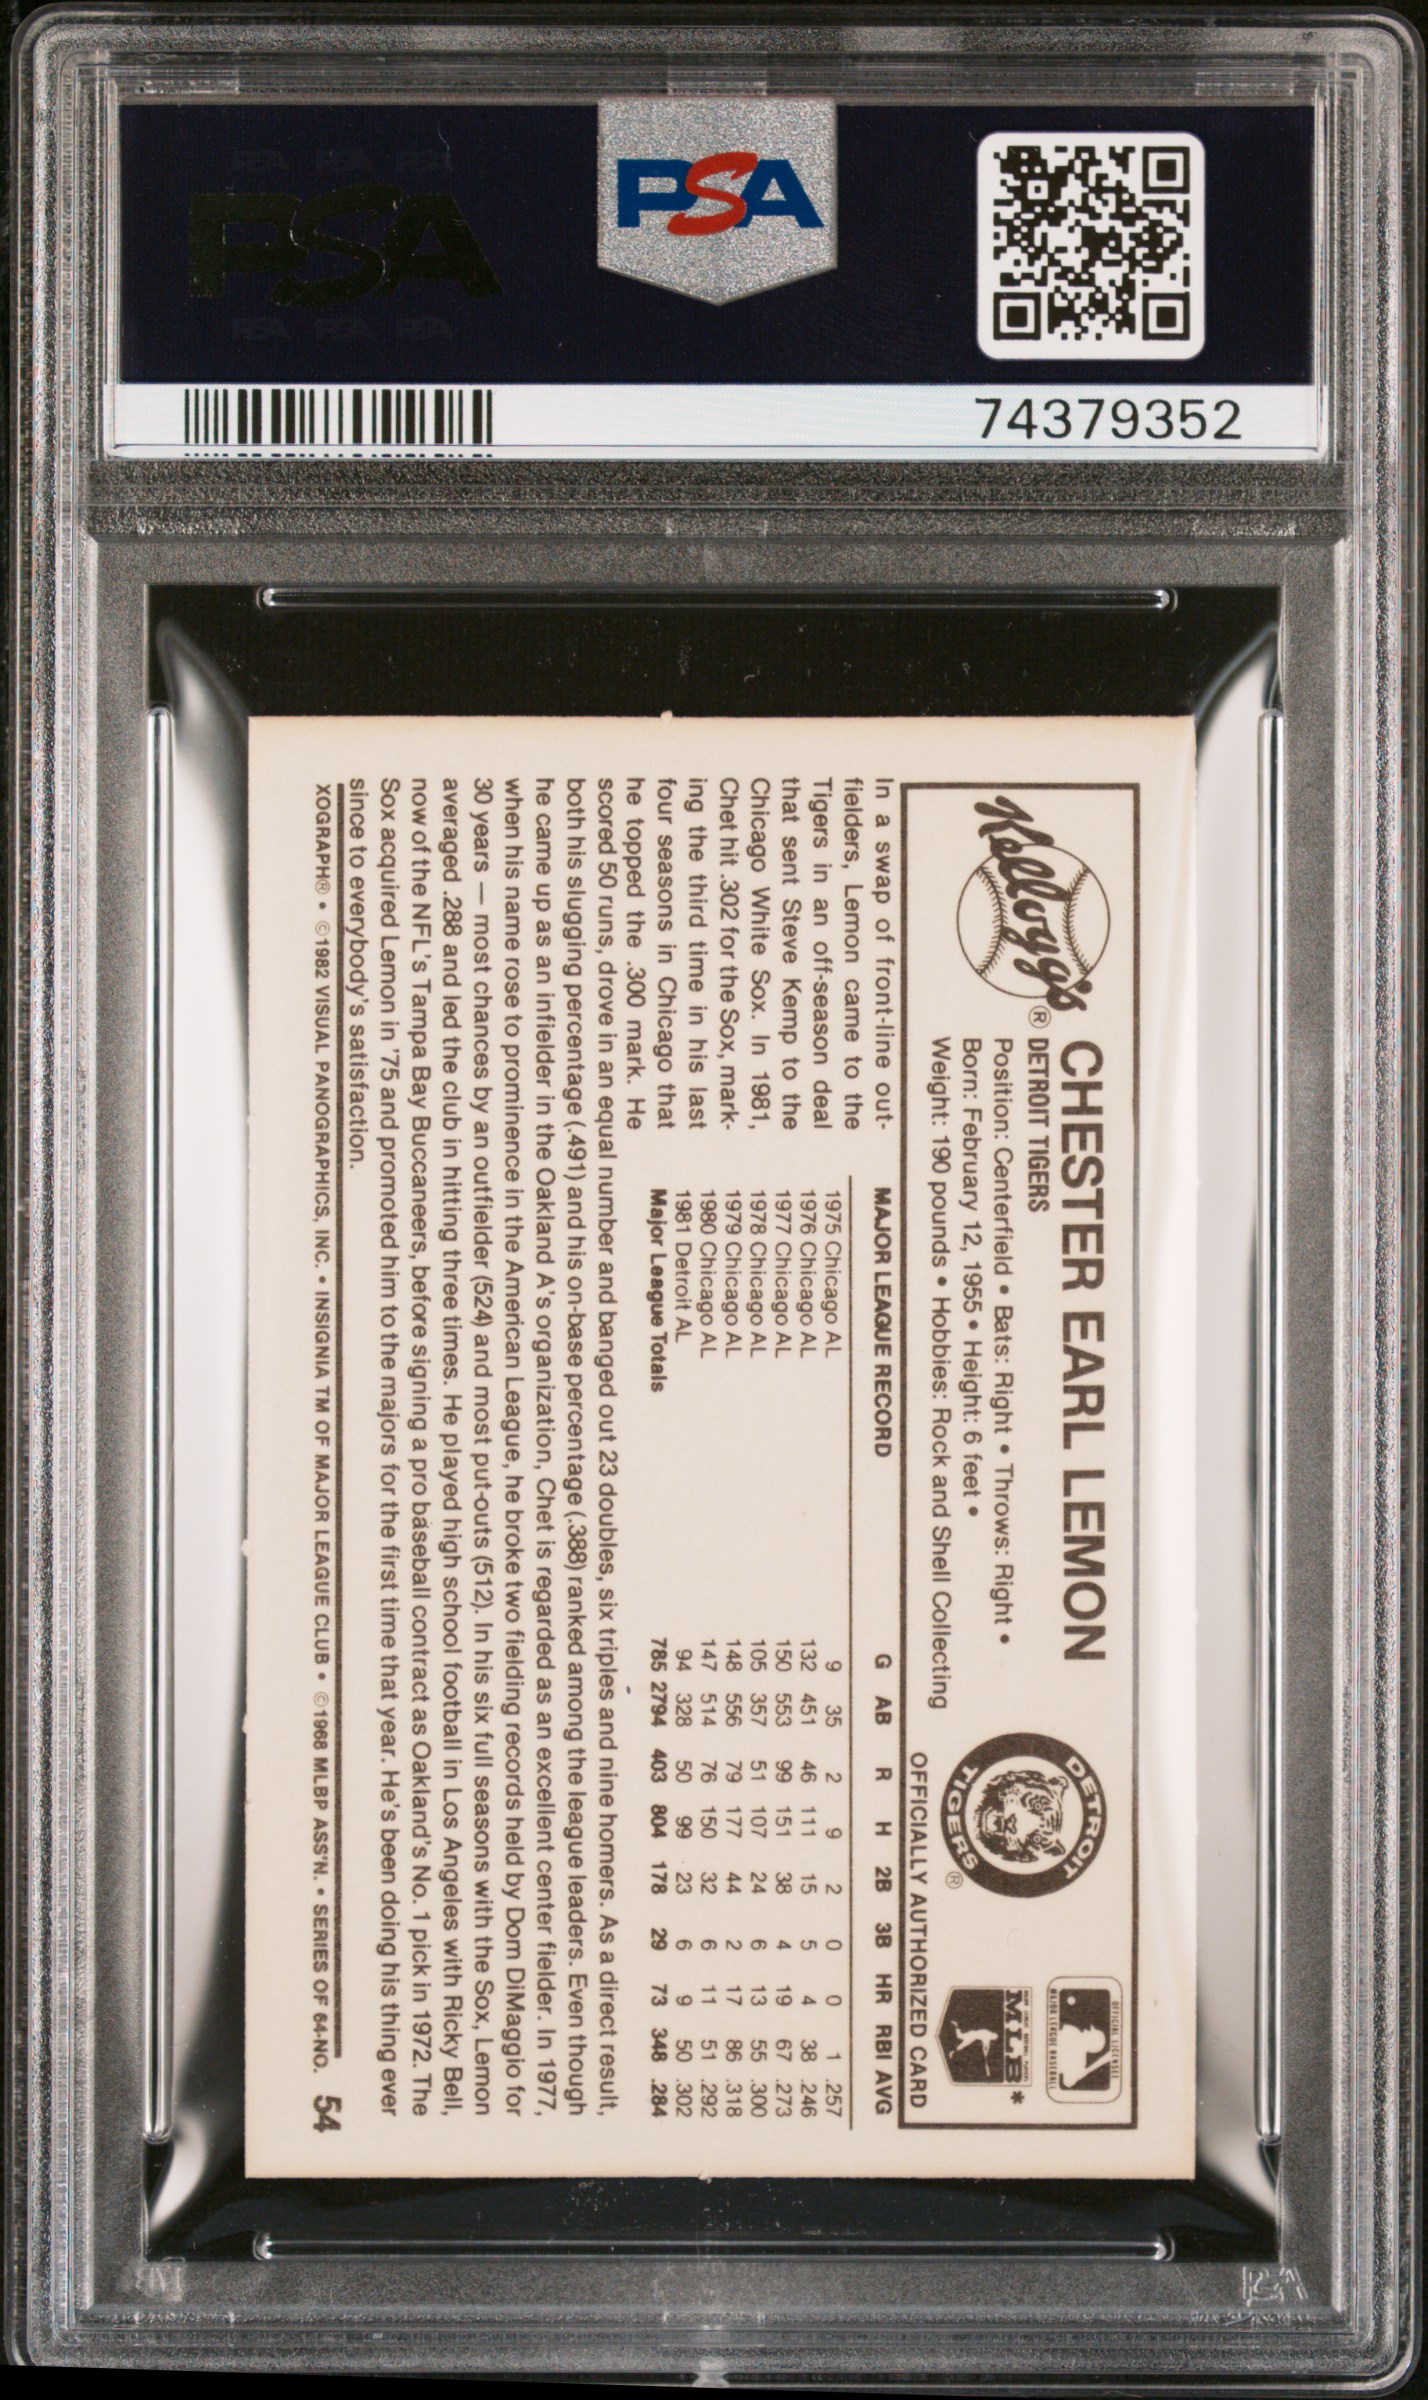 PSA
PSA
74379352
Kellogg's®
CHESTER EARL LEMON
DETROIT TIGERS
Position: Centerfield • Bats: Right • Throws: Right •
Born: February 12, 1955 • Height: 6 feet •
Weight: 190 pounds • Hobbies: Rock and Shell Collecting
DETROIT
TIGERS ®
OFFICIAL LICENSEE
MAJOR LEAGUE BASEBALL
MLB*
OFFICIALLY AUTHORIZED CARD
In a swap of front-line out-
fielders, Lemon came to the
Tigers in an off-season deal
that sent Steve Kemp to the
Chicago White Sox. In 1981,
Chet hit .302 for the Sox, mark-
ing the third time in his last
four seasons in Chicago that
he topped the .300 mark. He
MAJOR LEAGUE RECORD G AB R H 2B 3B HR RBI AVG
1975 Chicago AL 9 35 2 9 2 0 0 1 .257
1976 Chicago AL 132 451 46 111 15 5 4 38 .246
1977 Chicago AL 150 553 99 151 38 4 19 67 .273
1978 Chicago AL 105 357 51 107 24 6 13 55 .300
1979 Chicago AL 148 556 79 177 44 2 17 86 .318
1980 Chicago AL 147 514 76 150 32 6 11 51 .292
1981 Detroit AL 94 328 50 99 23 6 9 50 .302
Major League Totals 785 2794 403 804 178 29 73 348 .284
scored 50 runs, drove in an equal number and banged out 23 doubles, six triples and nine homers. As a direct result,
both his slugging percentage (.491) and his on-base percentage (.388) ranked among the league leaders. Even though
he came up as an infielder in the Oakland A's organization, Chet is regarded as an excellent center fielder. In 1977,
when his name rose to prominence in the American League, he broke two fielding records held by Dom DiMaggio for
30 years — most chances by an outfielder (524) and most put-outs (512). In his six full seasons with the Sox, Lemon
averaged .288 and led the club in hitting three times. He played high school football in Los Angeles with Ricky Bell,
now of the NFL's Tampa Bay Buccaneers, before signing a pro baseball contract as Oakland's No. 1 pick in 1972. The
Sox acquired Lemon in '75 and promoted him to the majors for the first time that year. He's been doing his thing ever
since to everybody's satisfaction.
XOGRAPH® • ©1982 VISUAL PANOGRAPHICS, INC. • INSIGNIA TM OF MAJOR LEAGUE CLUB • ©1968 MLBP ASS'N. • SERIES OF 64-NO. 54